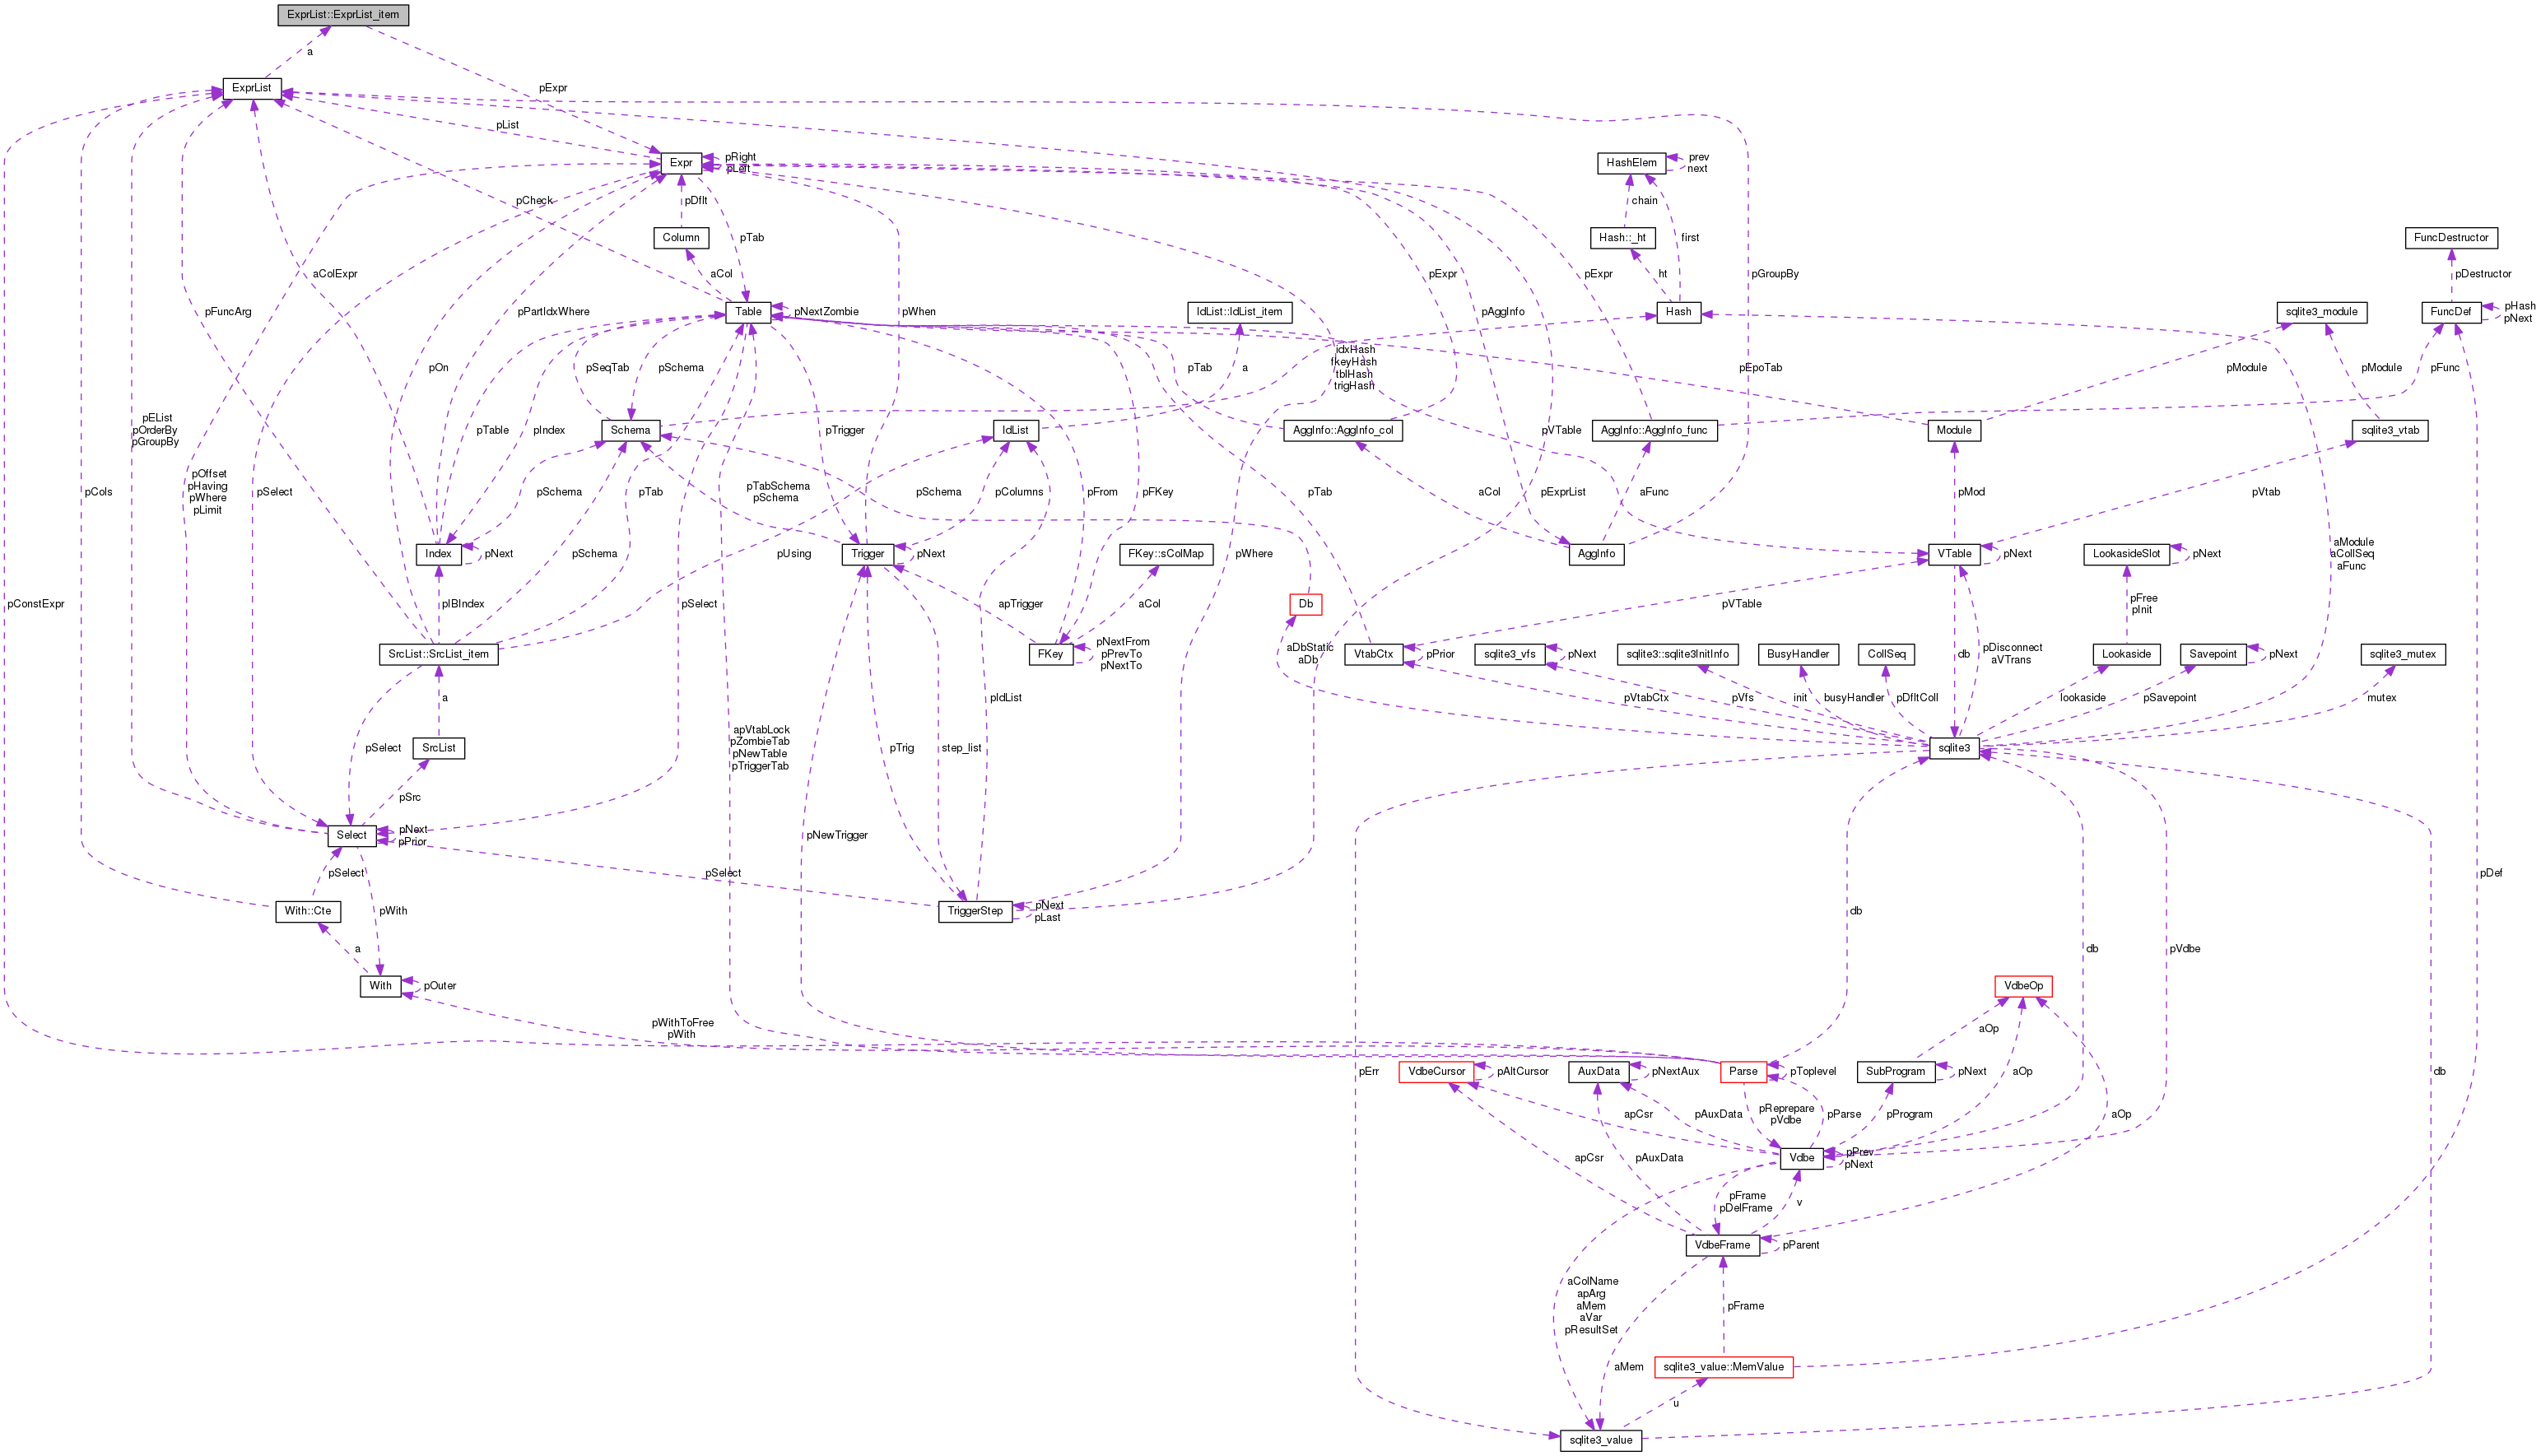 ExprList::ExprList_item
a
ExprList
pExpr
pList
Expr
pRight
pLeft
HashElem
prev
next
pCheck
pDflt
chain
Column
pTab
Hash::_ht
first
FuncDestructor
aColExpr
aCol
pExpr
pExpr
ht
pGroupBy
pDestructor
pFuncArg
pPartIdxWhere
Table
pNextZombie
pWhen
IdList::IdList_item
pAggInfo
Hash
sqlite3_module
FuncDef
pHash
pNext
pOn
pSeqTab
pSchema
pTab
a
idxHash
fkeyHash
tblHash
trigHash
pEpoTab
pModule
pModule
pFunc
pEList
pOrderBy
pGroupBy
pTable
pIndex
Schema
pTrigger
IdList
AggInfo::AggInfo_col
pVTable
AggInfo::AggInfo_func
Module
sqlite3_vtab
pCols
pOffset
pHaving
pWhere
pLimit
pSelect
pSchema
pTab
pTabSchema
pSchema
pSchema
pColumns
pFrom
pFKey
pTab
aCol
pExprList
aFunc
pMod
pVtab
Index
pNext
pSchema
pUsing
Trigger
pNext
FKey::sColMap
pWhere
AggInfo
VTable
pNext
LookasideSlot
pNext
aModule
aCollSeq
aFunc
pConstExpr
pIBIndex
pSelect
apTrigger
aCol
Db
pVTable
pFree
pInit
SrcList::SrcList_item
FKey
pNextFrom
pPrevTo
pNextTo
aDbStatic
aDb
VtabCtx
pPrior
sqlite3_vfs
pNext
sqlite3::sqlite3InitInfo
BusyHandler
CollSeq
db
pDisconnect
aVTrans
Lookaside
Savepoint
pNext
sqlite3_mutex
a
pIdList
pVtabCtx
pVfs
init
busyHandler
pDfltColl
lookaside
pSavepoint
mutex
pSelect
SrcList
apVtabLock
pZombieTab
pNewTable
pTriggerTab
pTrig
step_list
sqlite3
pSrc
Select
pNext
pPrior
pNewTrigger
pSelect
pSelect
pDef
With::Cte
pWith
TriggerStep
pNext
pLast
db
a
db
pVdbe
With
pOuter
VdbeOp
pWithToFree
pWith
aOp
pErr
VdbeCursor
pAltCursor
AuxData
pNextAux
Parse
pToplevel
SubProgram
pNext
aOp
db
apCsr
pAuxData
pReprepare
pVdbe
pParse
pProgram
aOp
apCsr
pAuxData
Vdbe
pPrev
pNext
pFrame
pDelFrame
v
VdbeFrame
pParent
aColName
apArg
aMem
aVar
pResultSet
pFrame
aMem
sqlite3_value::MemValue
u
sqlite3_value